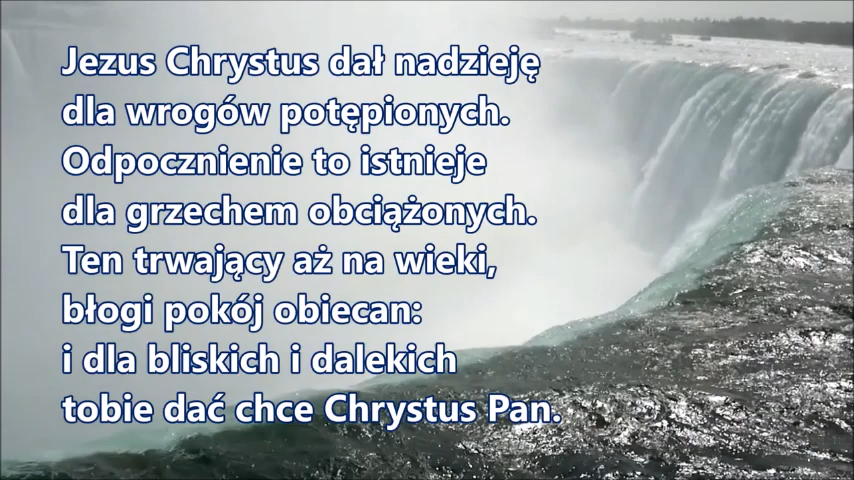 Jezus Chrystus dał nadzieję
dla wrogów potępionych.
Odpocznienie to istnieje
dla grzechem obciążonych.
Ten trwający aż na wieki,
błogi pokój obiecan:
i dla bliskich i dalekich
tobie dać chce Chrystus Pan.